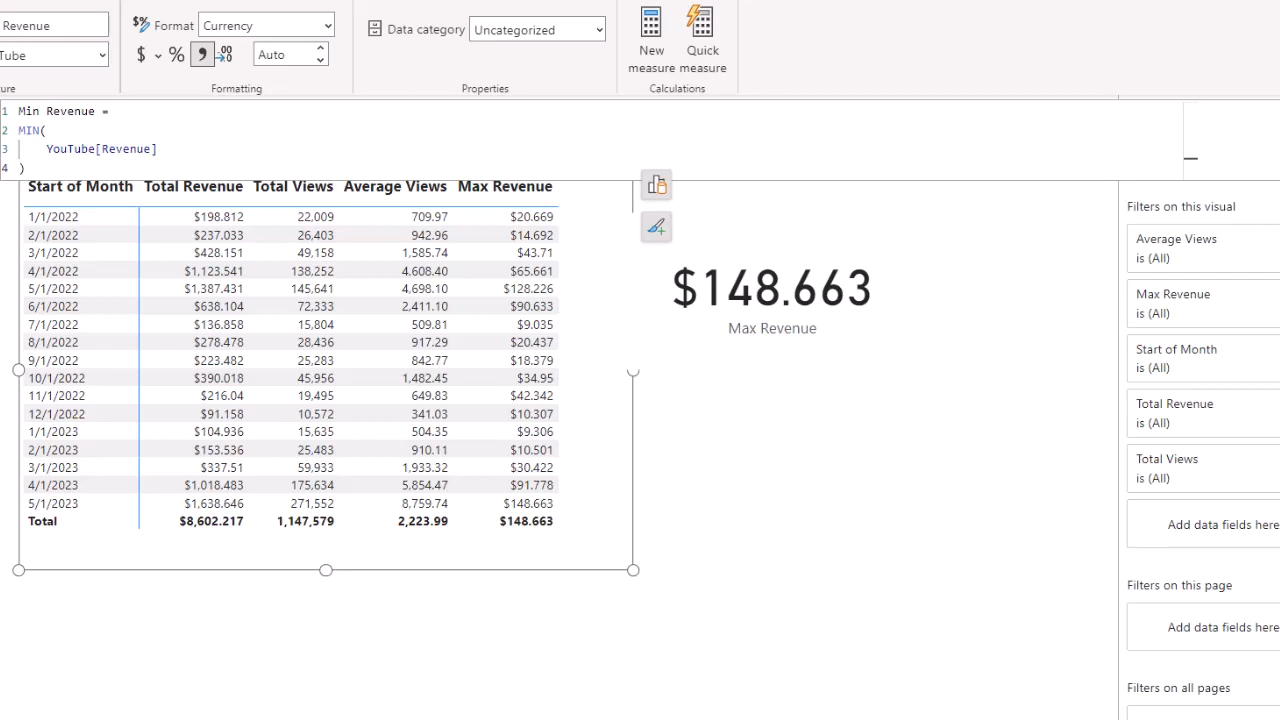 Revenue
Format Currency
Data category Uncategorized
New measure
Quick measure
Tube
$ % , .00 Auto
ure
Formatting
Properties
Calculations
1 Min Revenue =
2 MIN(
3 YouTube[Revenue]
4 )
Start of Month Total Revenue Total Views Average Views Max Revenue
1/1/2022 $198.812 22,009 709.97 $20.669
2/1/2022 $237.033 26,403 942.96 $14.692
3/1/2022 $428.151 49,158 1,585.74 $43.71
4/1/2022 $1,123.541 138,252 4,608.40 $65.661
5/1/2022 $1,387.431 145,641 4,698.10 $128.226
6/1/2022 $638.104 72,333 2,411.10 $90.633
7/1/2022 $136.858 15,804 509.81 $9.035
8/1/2022 $278.478 28,436 917.29 $20.437
9/1/2022 $223.482 25,283 842.77 $18.379
10/1/2022 $390.018 45,956 1,482.45 $34.95
11/1/2022 $216.04 19,495 649.83 $42.342
12/1/2022 $91.158 10,572 341.03 $10.307
1/1/2023 $104.936 15,635 504.35 $9.306
2/1/2023 $153.536 25,483 910.11 $10.501
3/1/2023 $337.51 59,933 1,933.32 $30.422
4/1/2023 $1,018.483 175,634 5,854.47 $91.778
5/1/2023 $1,638.646 271,552 8,759.74 $148.663
Total $8,602.217 1,147,579 2,223.99 $148.663
$148.663
Max Revenue
Filters on this visual
Average Views
is (All)
Max Revenue
is (All)
Start of Month
is (All)
Total Revenue
is (All)
Total Views
is (All)
Add data fields here
Filters on this page
Add data fields here
Filters on all pages